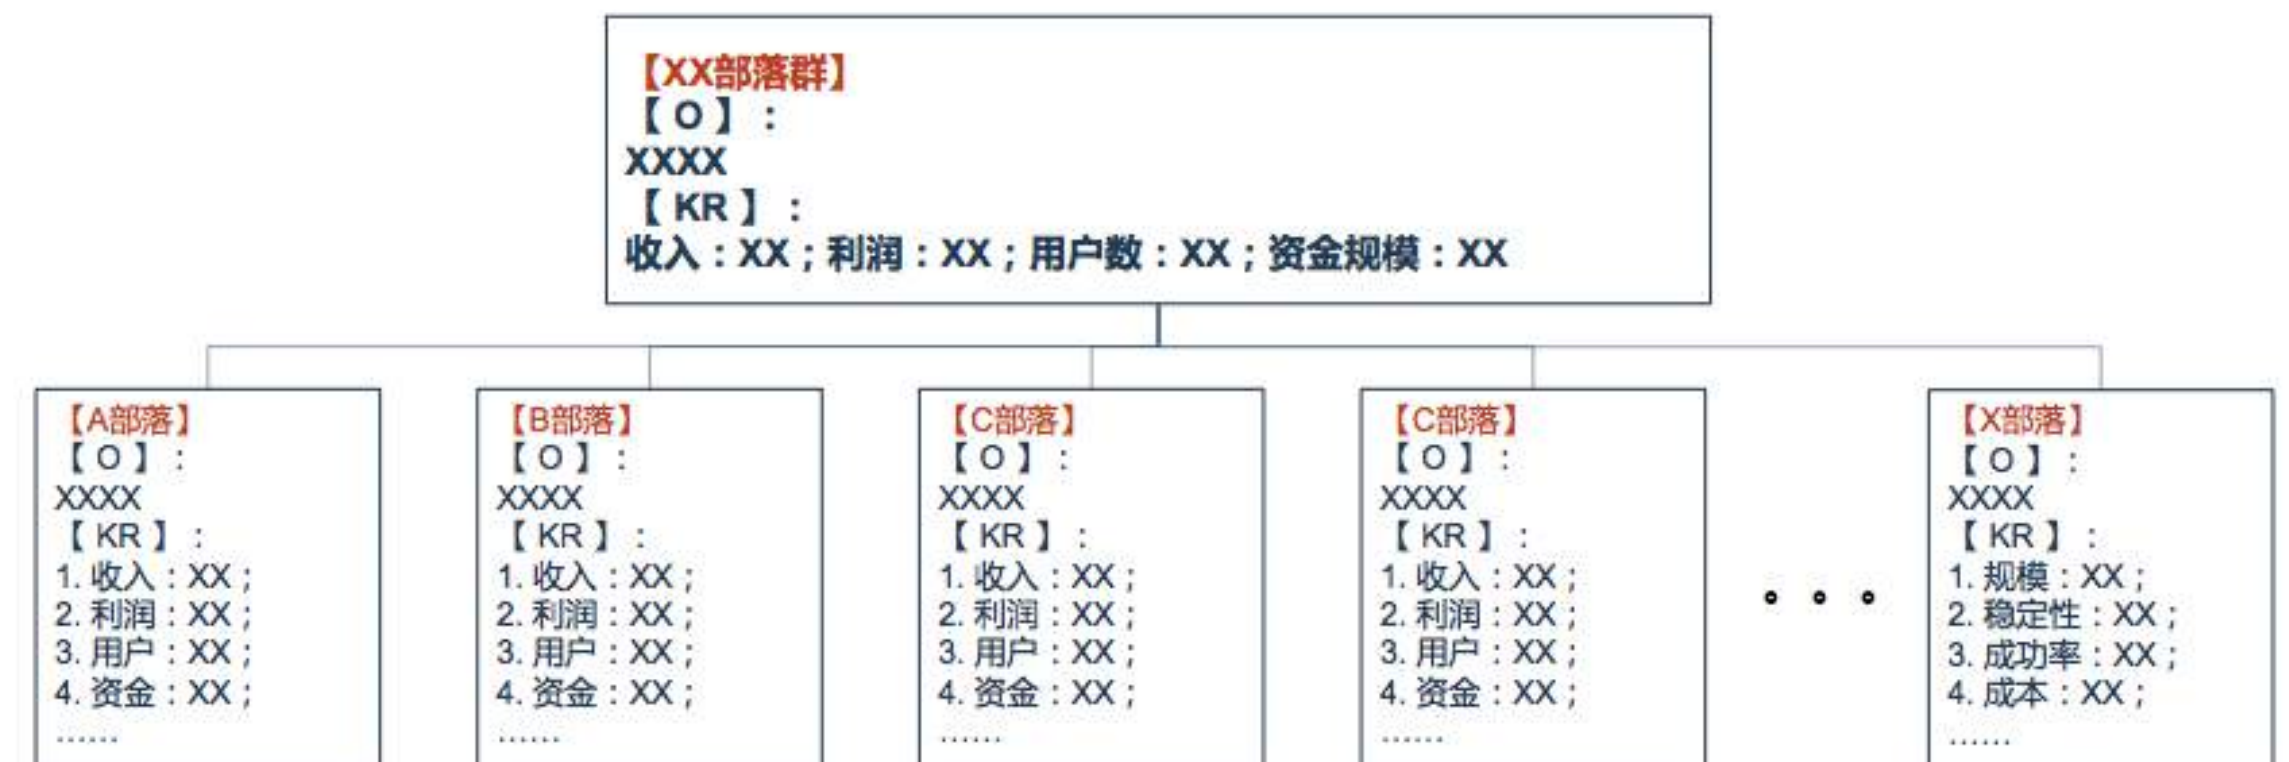 【XX部落群】
【 O 】：
XXXX
【 KR 】：
收入：XX；利润：XX；用户数：XX；资金规模：XX
【A部落】
【 O 】：
XXXX
【 KR 】：
1. 收入：XX；
2. 利润：XX；
3. 用户：XX；
4. 资金：XX；
……
【B部落】
【 O 】：
XXXX
【 KR 】：
1. 收入：XX；
2. 利润：XX；
3. 用户：XX；
4. 资金：XX；
……
【C部落】
【 O 】：
XXXX
【 KR 】：
1. 收入：XX；
2. 利润：XX；
3. 用户：XX；
4. 资金：XX；
……
【C部落】
【 O 】：
XXXX
【 KR 】：
1. 收入：XX；
2. 利润：XX；
3. 用户：XX；
4. 资金：XX；
……
。。。
【X部落】
【 O 】：
XXXX
【 KR 】：
1. 规模：XX；
2. 稳定性：XX；
3. 成功率：XX；
4. 成本：XX；
……